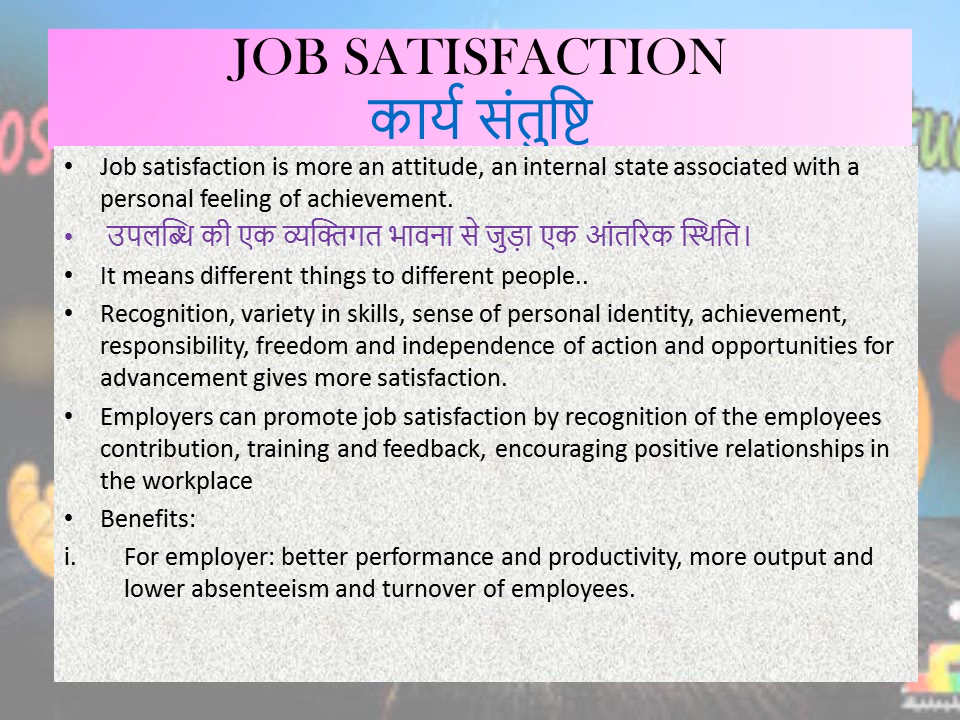 JOB SATISFACTION
कार्य संतुष्टि
• Job satisfaction is more an attitude, an internal state associated with a
personal feeling of achievement.
• उपलब्धि की एक व्यक्तिगत भावना से जुड़ा एक आंतरिक स्थिति।
• It means different things to different people..
• Recognition, variety in skills, sense of personal identity, achievement,
responsibility, freedom and independence of action and opportunities for
advancement gives more satisfaction.
• Employers can promote job satisfaction by recognition of the employees
contribution, training and feedback, encouraging positive relationships in
the workplace
• Benefits:
i. For employer: better performance and productivity, more output and
lower absenteeism and turnover of employees.